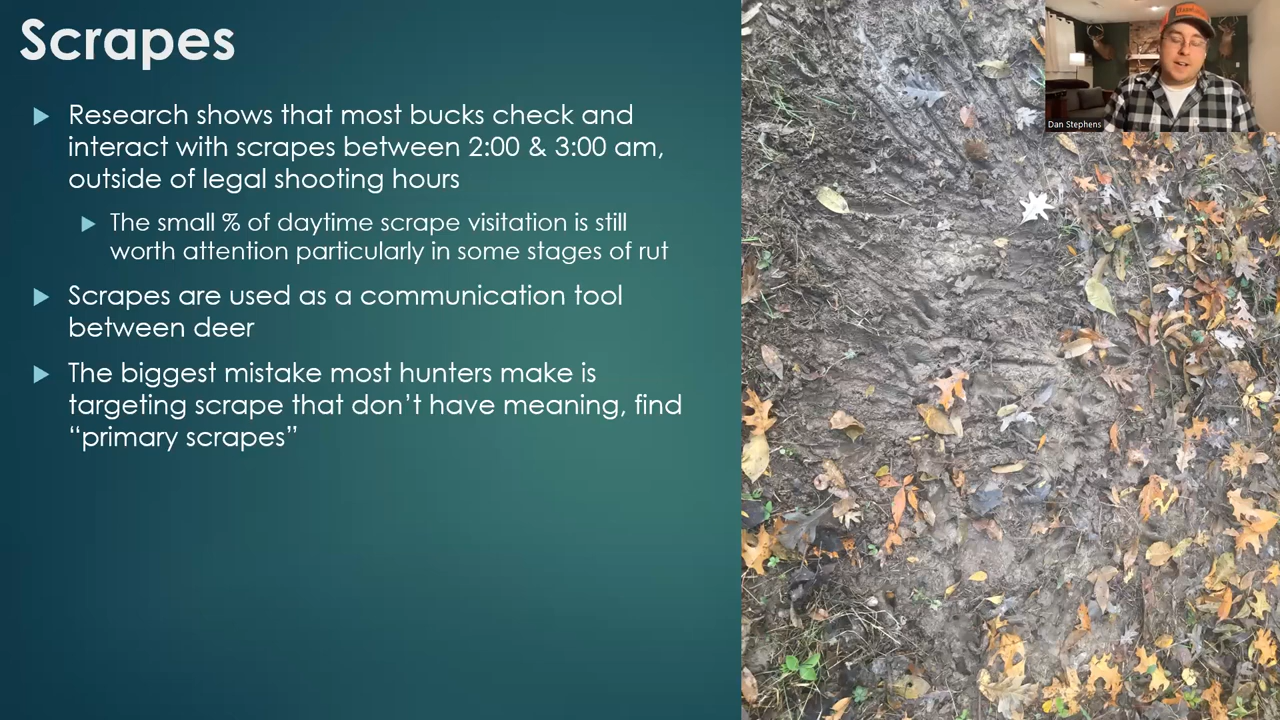 Scrapes
Research shows that most bucks check and
interact with scrapes between 2:00 & 3:00 am,
outside of legal shooting hours
The small % of daytime scrape visitation is still
worth attention particularly in some stages of rut
Scrapes are used as a communication tool
between deer
The biggest mistake most hunters make is
targeting scrape that don’t have meaning, find
“primary scrapes”
Dan Stephens